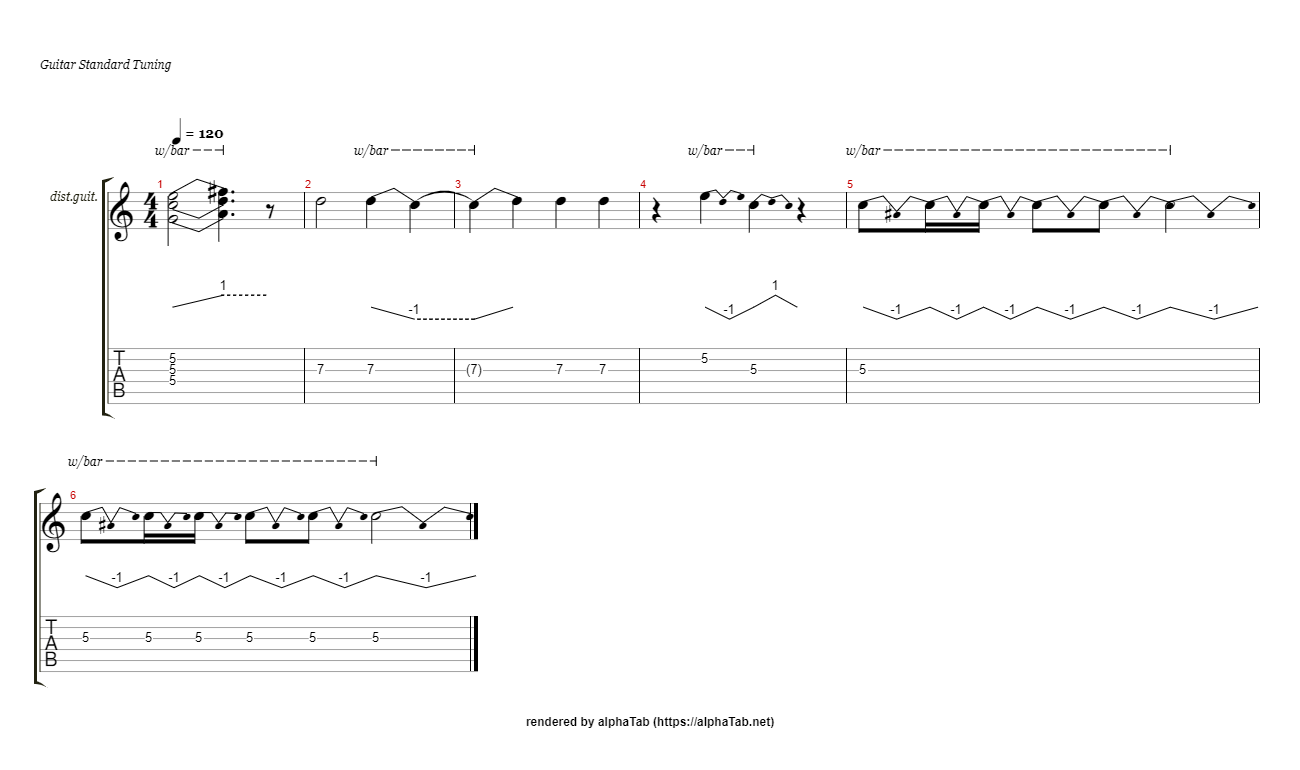 Guitar Standard Tuning
= 120
w/bar w/bar w/bar w/bar
1 2 3 4 5
dist.guit.
4
4
1 -1 -1 1 -1 -1 -1 -1 -1 -1
T
A
B
5 5 5 7 7 (7) 7 7 5 5 5
w/bar
6
-1 -1 -1 -1 -1 -1
T
A
B
5 5 5 5 5 5
rendered by alphaTab (https://alphaTab.net)